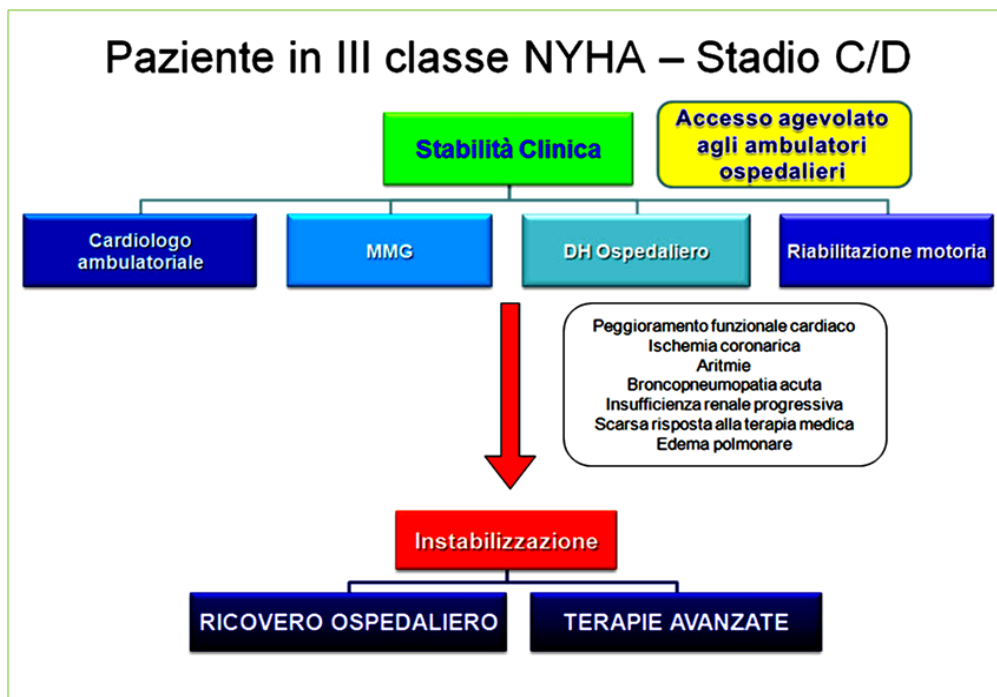 Paziente in III classe NYHA – Stadio C/D
Stabilità Clinica
Accesso agevolato
agli ambulatori
ospedalieri
Cardiologo
ambulatoriale
MMG
DH Ospedaliero
Riabilitazione motoria
Peggioramento funzionale cardiaco
Ischemia coronarica
Aritmie
Broncopneumopatia acuta
Insufficienza renale progressiva
Scarsa risposta alla terapia medica
Edema polmonare
Instabilizzazione
RICOVERO OSPEDALIERO
TERAPIE AVANZATE